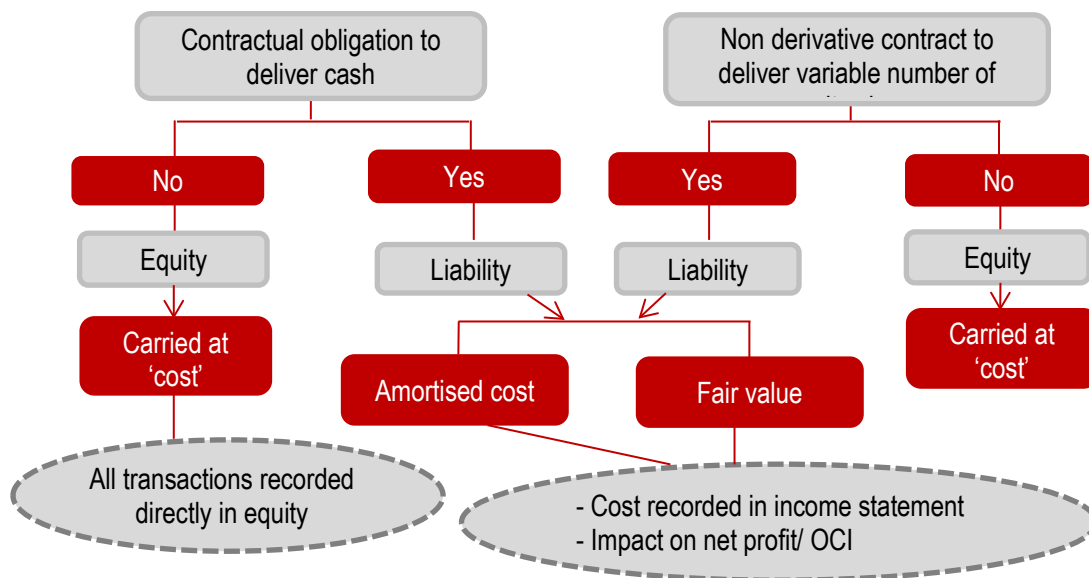 Contractual obligation to
deliver cash
Non derivative contract to
deliver variable number of
No
Yes
Yes
No
Equity
Liability
Liability
Equity
Carried at
‘cost’
Amortised cost
Fair value
Carried at
‘cost’
All transactions recorded
directly in equity
- Cost recorded in income statement
- Impact on net profit/ OCI